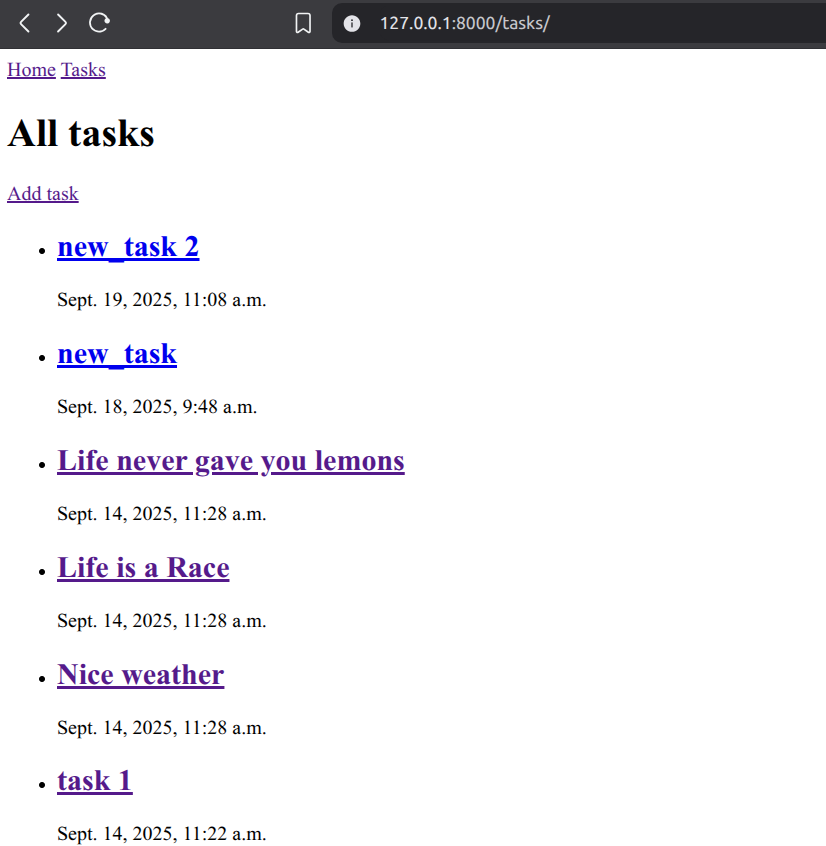 127.0.0.1:8000/tasks/
Home Tasks
All tasks
Add task
new_task 2
Sept. 19, 2025, 11:08 a.m.
new_task
Sept. 18, 2025, 9:48 a.m.
Life never gave you lemons
Sept. 14, 2025, 11:28 a.m.
Life is a Race
Sept. 14, 2025, 11:28 a.m.
Nice weather
Sept. 14, 2025, 11:28 a.m.
task 1
Sept. 14, 2025, 11:22 a.m.